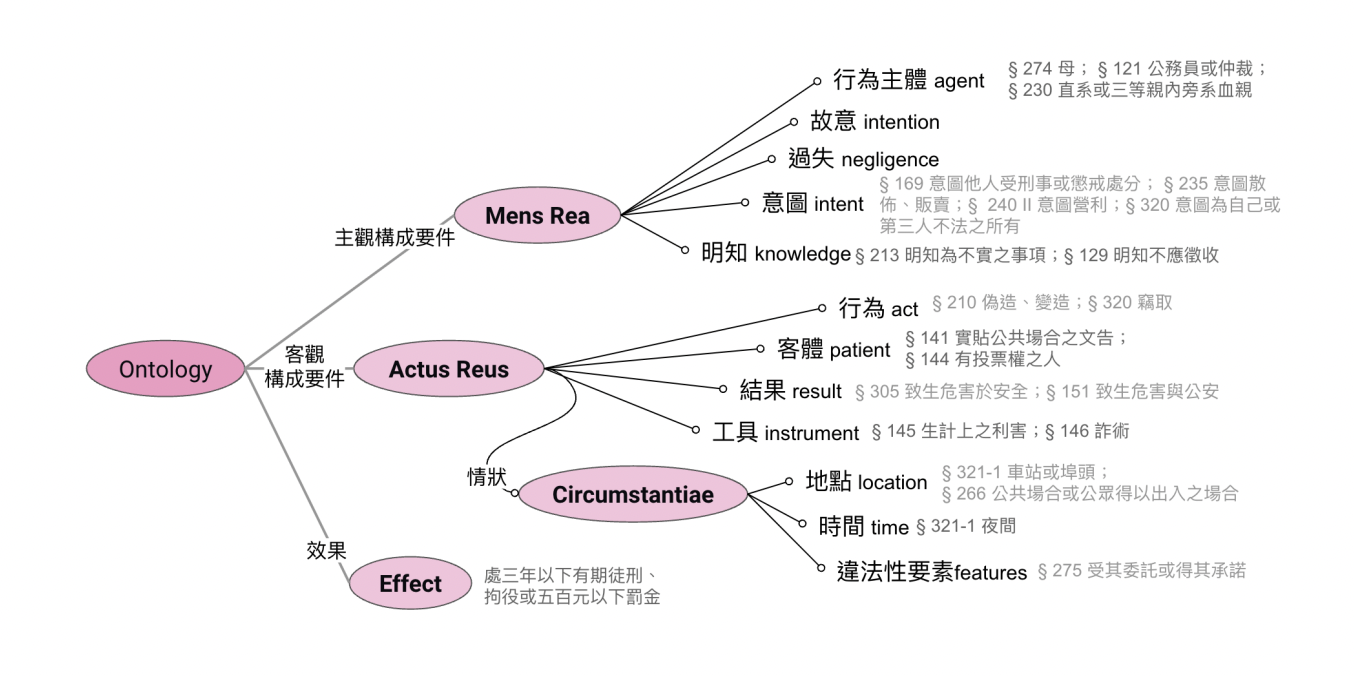 行為主體 agent
§ 274 母； § 121 公務員或仲裁；
§ 230 直系或三等親內旁系血親
故意 intention
過失 negligence
意圖 intent
§ 169 意圖他人受刑事或懲戒處分； § 235 意圖散
佈、販賣；§ 240 II 意圖營利；§ 320 意圖為自己或
第三人不法之所有
明知 knowledge § 213 明知為不實之事項；§ 129 明知不應徵收
Mens Rea
主觀構成要件
行為 act § 210 偽造、變造；§ 320 竊取
客體 patient
§ 141 實貼公共場合之文告；
§ 144 有投票權之人
結果 result § 305 致生危害於安全；§ 151 致生危害與公安
工具 instrument § 145 生計上之利害；§ 146 詐術
Actus Reus
客觀
構成要件
Ontology
情狀
Circumstantiae
地點 location
§ 321-1 車站或埠頭；
§ 266 公共場合或公眾得以出入之場合
時間 time § 321-1 夜間
違法性要素features § 275 受其委託或得其承諾
效果
Effect
處三年以下有期徒刑、
拘役或五百元以下罰金